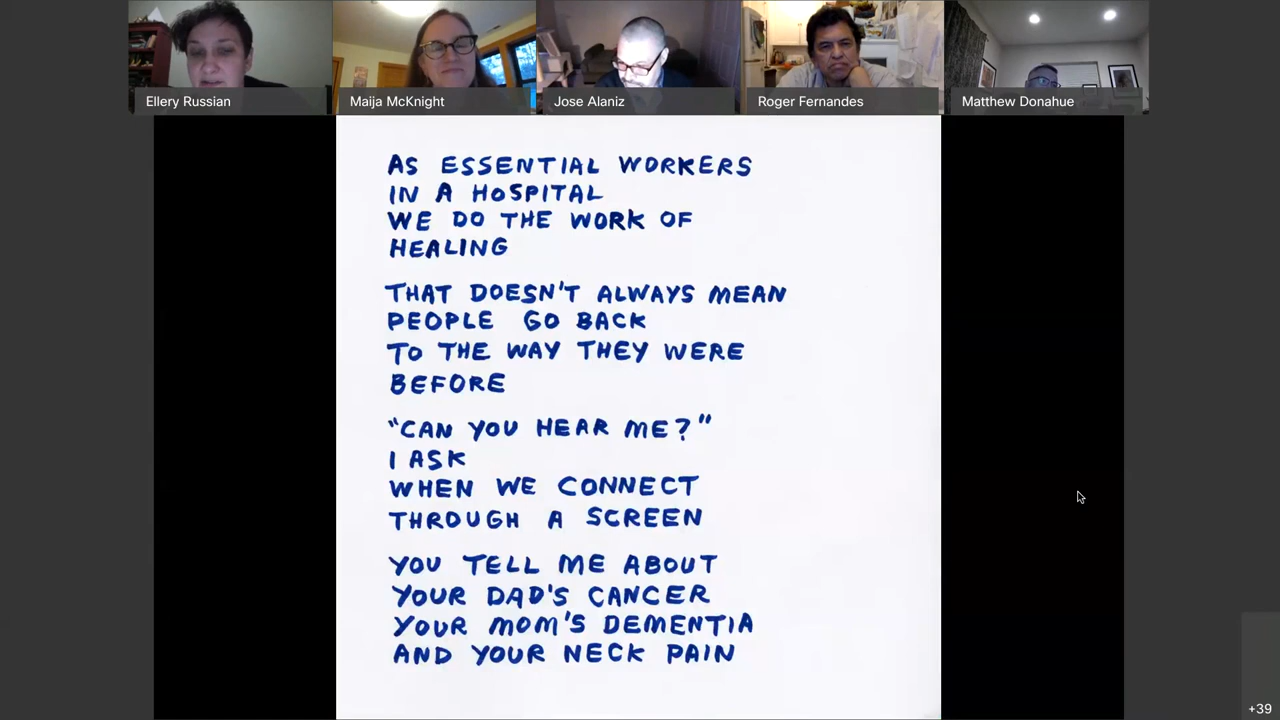 Ellery Russian
Maija McKnight
Jose Alaniz
Roger Fernandes
Matthew Donahue
AS ESSENTIAL WORKERS
IN A HOSPITAL
WE DO THE WORK OF
HEALING
THAT DOESN'T ALWAYS MEAN
PEOPLE GO BACK
TO THE WAY THEY WERE
BEFORE
"CAN YOU HEAR ME?"
I ASK
WHEN WE CONNECT
THROUGH A SCREEN
YOU TELL ME ABOUT
YOUR DAD'S CANCER
YOUR MOM'S DEMENTIA
AND YOUR NECK PAIN
+39